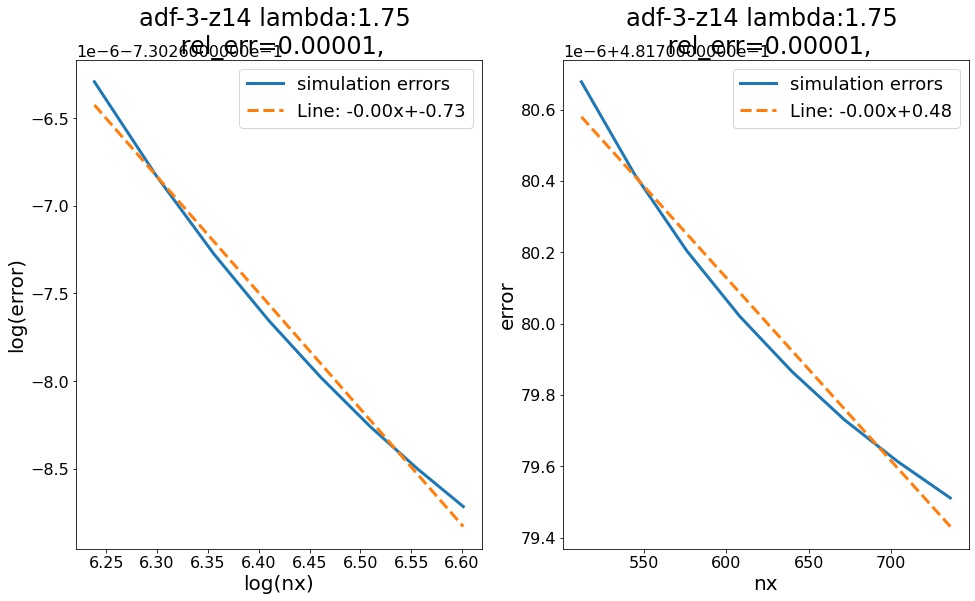 adf-3-z14 lambda:1.75
rel_err=0.00001,
1e−6−7.3026000000e−1
simulation errors
Line: -0.00x+-0.73
−6.5
−7.0
−7.5
−8.0
−8.5
log(error)
6.25 6.30 6.35 6.40 6.45 6.50 6.55 6.60
log(nx)
adf-3-z14 lambda:1.75
rel_err=0.00001,
1e−6+4.8170000000e−1
simulation errors
Line: -0.00x+0.48
80.6
80.4
80.2
80.0
79.8
79.6
79.4
error
550 600 650 700
nx